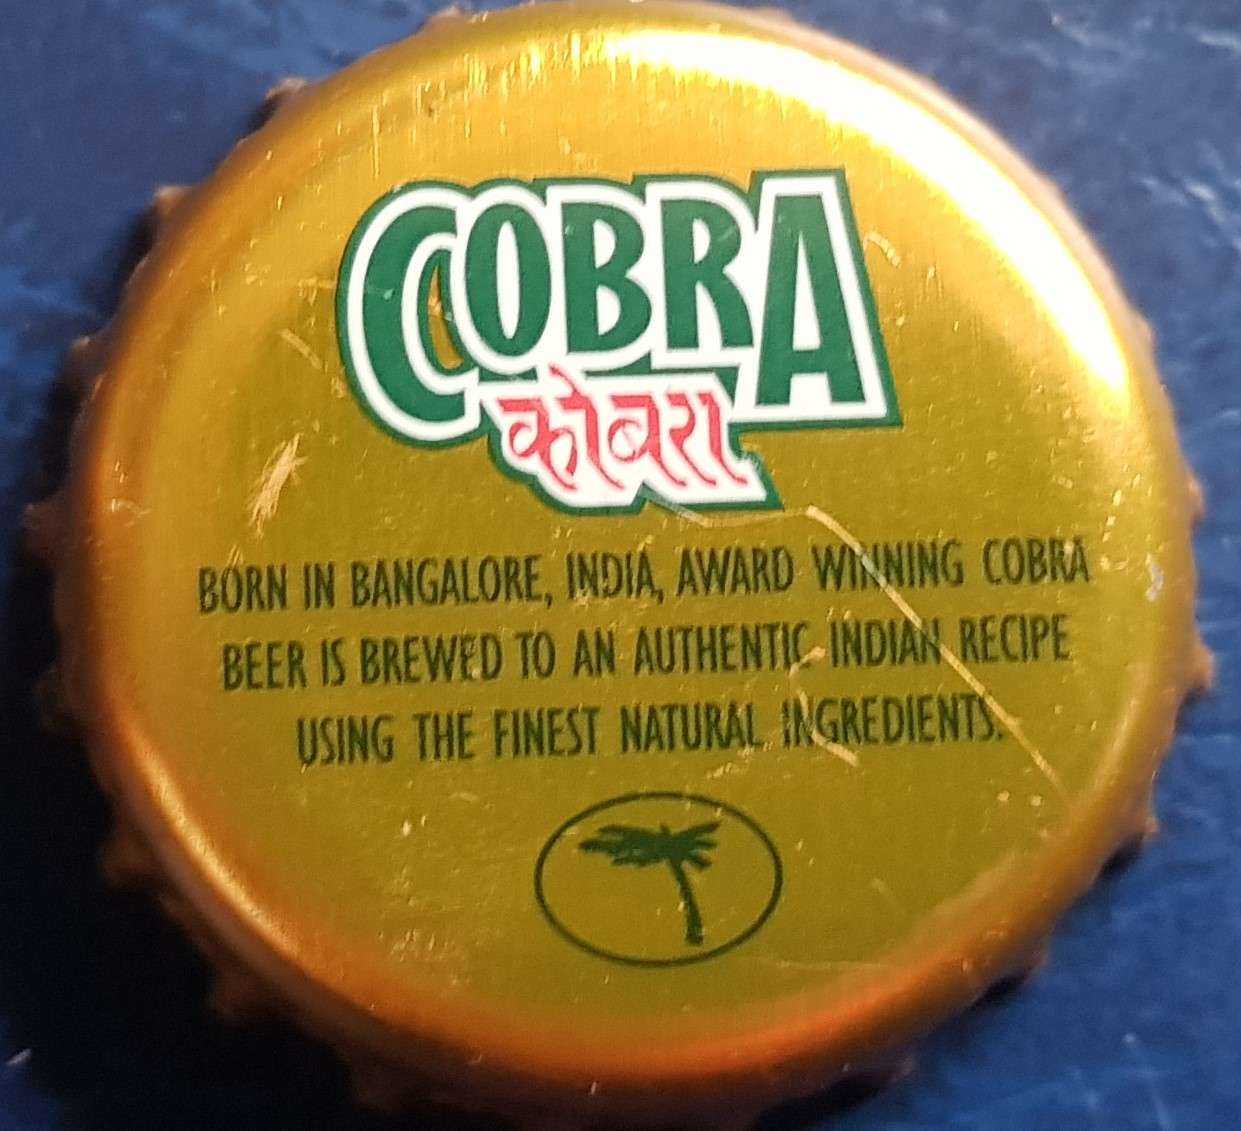 COBRA
कोबरा
BORN IN BANGALORE, INDIA, AWARD WINNING COBRA
BEER IS BREWED TO AN AUTHENTIC INDIAN RECIPE
USING THE FINEST NATURAL INGREDIENTS.